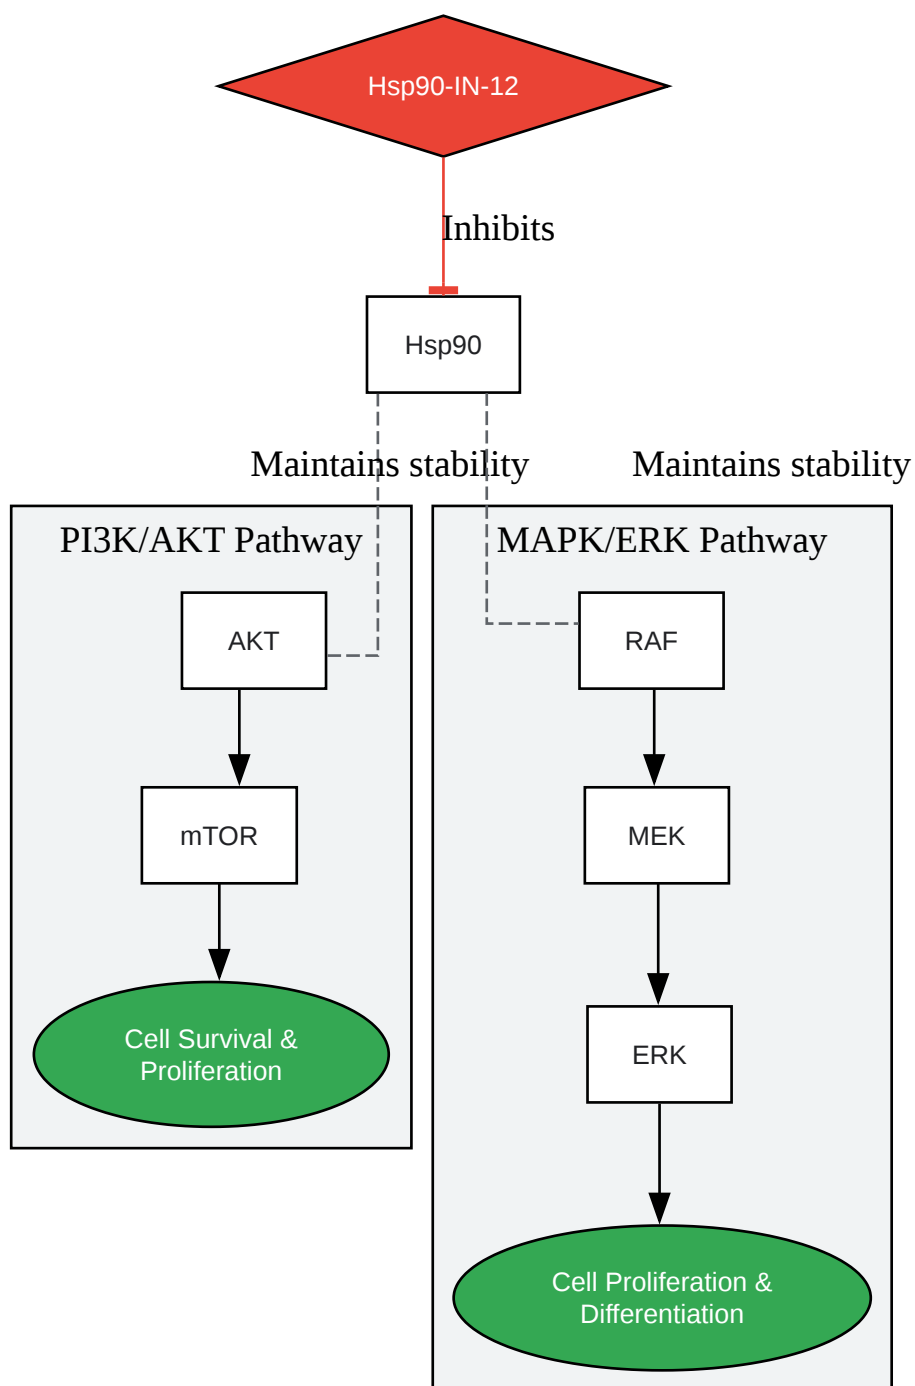 Hsp90-IN-12
Inhibits
Hsp90
Maintains stability
Maintains stability
PI3K/AKT Pathway
AKT
mTOR
Cell Survival &
Proliferation
MAPK/ERK Pathway
RAF
MEK
ERK
Cell Proliferation &
Differentiation